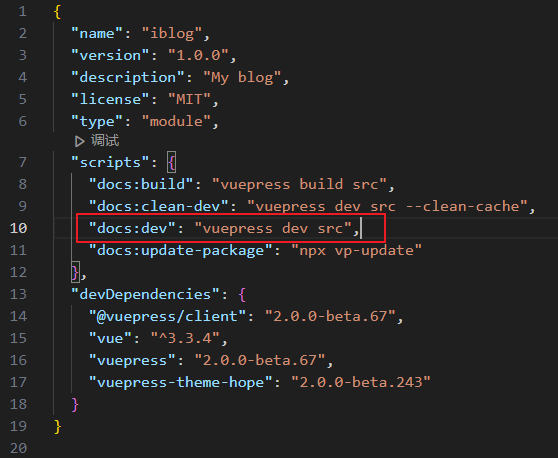 1 {
2 "name": "iblog",
3 "version": "1.0.0",
4 "description": "My blog",
5 "license": "MIT",
6 "type": "module",
调试
7 "scripts": {
8 "docs:build": "vuepress build src",
9 "docs:clean-dev": "vuepress dev src --clean-cache",
10 "docs:dev": "vuepress dev src",
11 "docs:update-package": "npx vp-update"
12 },
13 "devDependencies": {
14 "@vuepress/client": "2.0.0-beta.67",
15 "vue": "^3.3.4",
16 "vuepress": "2.0.0-beta.67",
17 "vuepress-theme-hope": "2.0.0-beta.243"
18 }
19 }
20